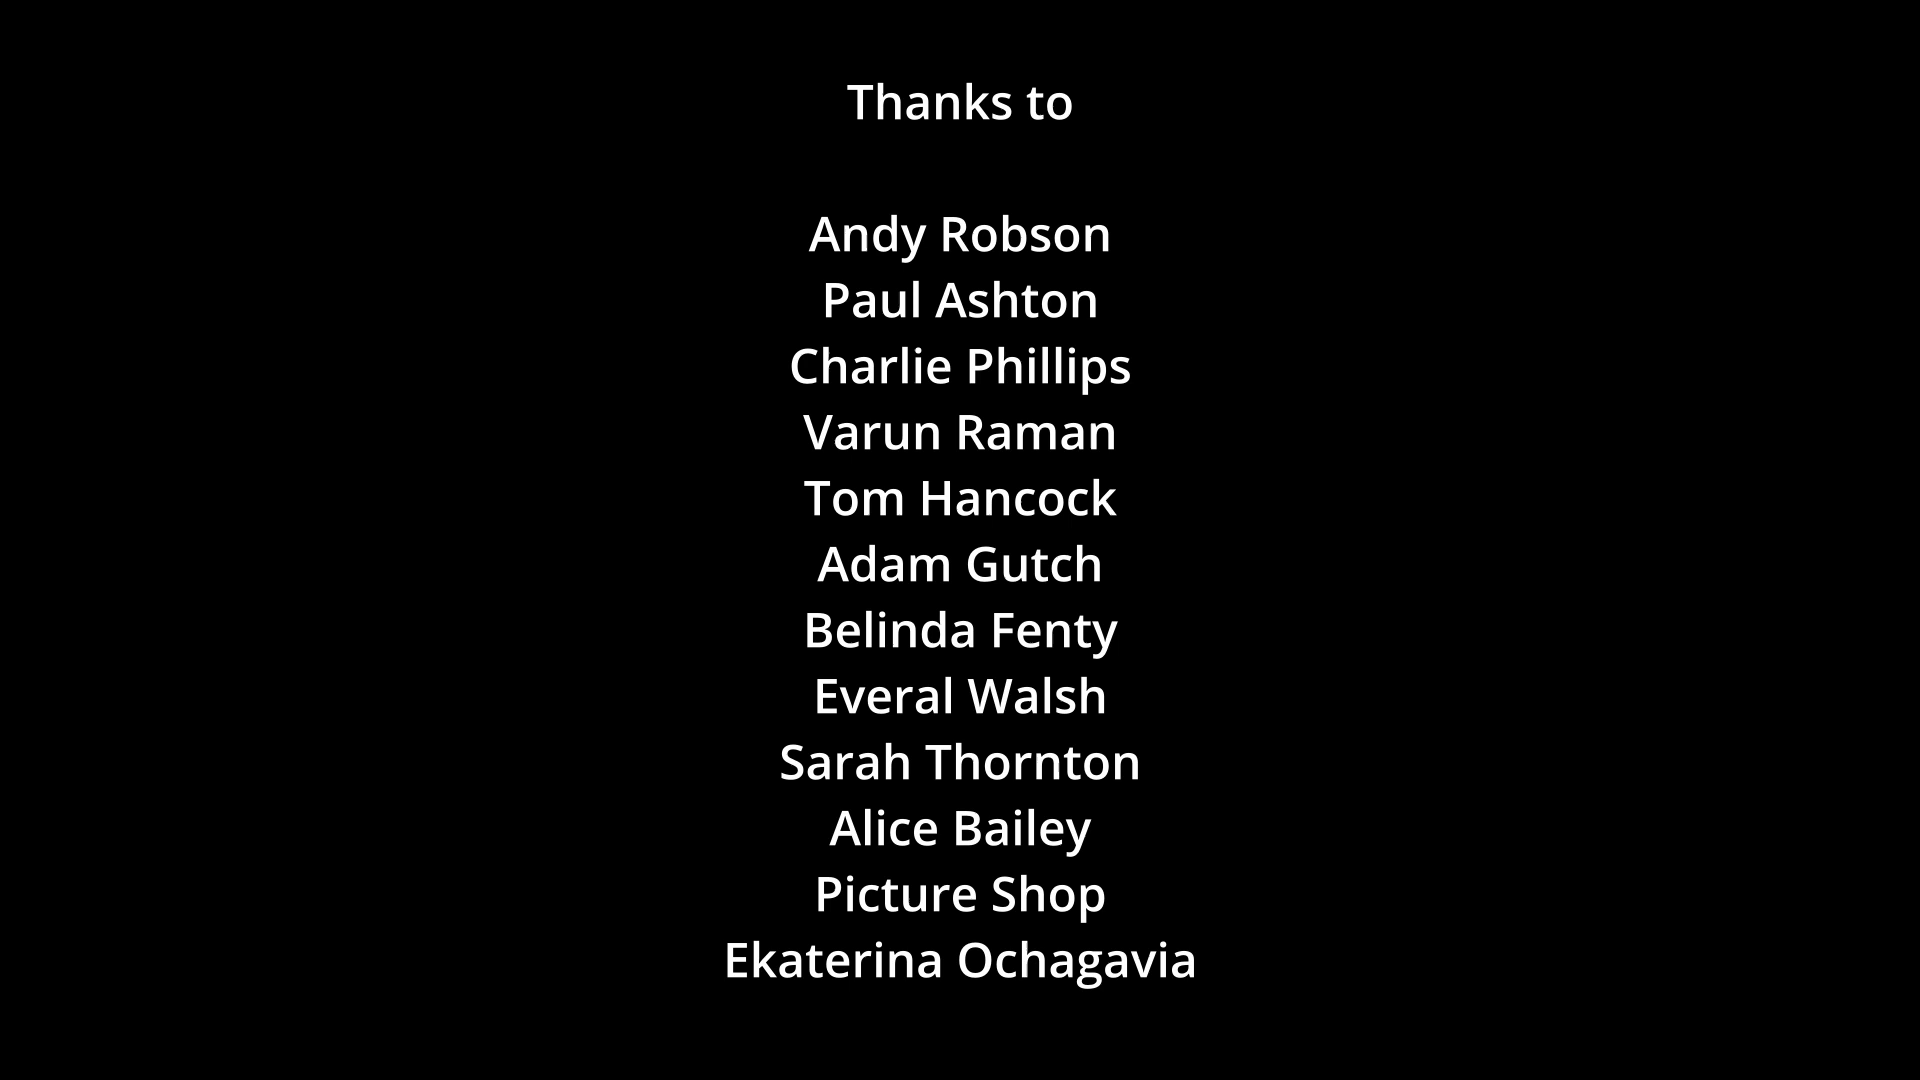 Thanks to
Andy Robson
Paul Ashton
Charlie Phillips
Varun Raman
Tom Hancock
Adam Gutch
Belinda Fenty
Everal Walsh
Sarah Thornton
Alice Bailey
Picture Shop
Ekaterina Ochagavia